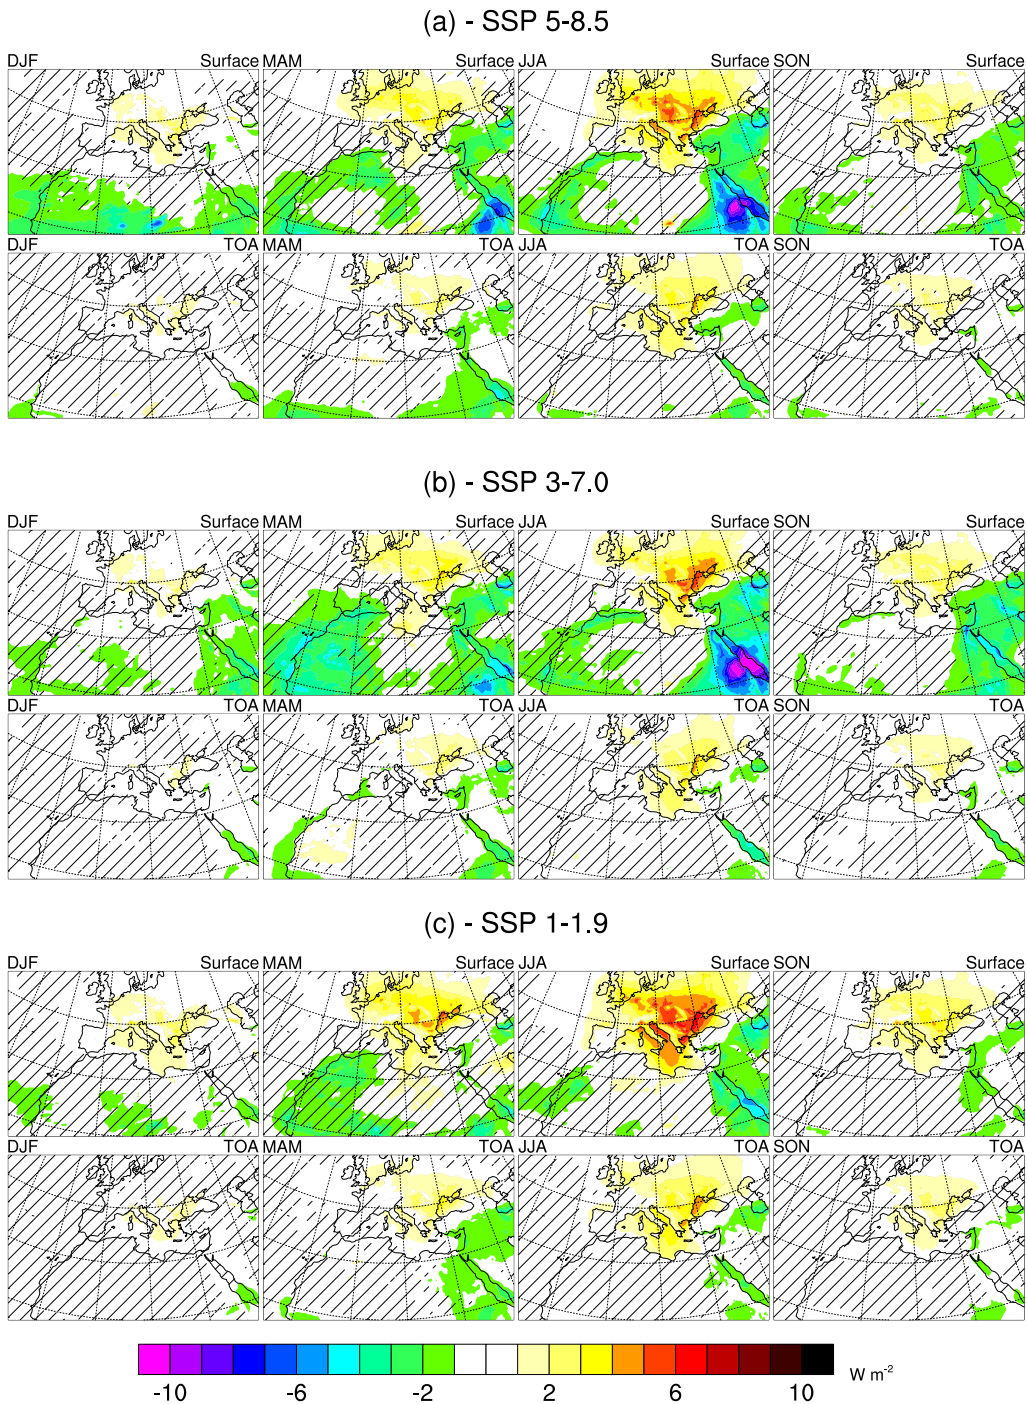 (a) - SSP 5-8.5
DJF Surface MAM Surface JJA Surface SON Surface
DJF TOA MAM TOA JJA TOA SON TOA
(b) - SSP 3-7.0
DJF Surface MAM Surface JJA Surface SON Surface
DJF TOA MAM TOA JJA TOA SON TOA
(c) - SSP 1-1.9
DJF Surface MAM Surface JJA Surface SON Surface
DJF TOA MAM TOA JJA TOA SON TOA
-10 -6 -2 2 6 10 W m⁻²